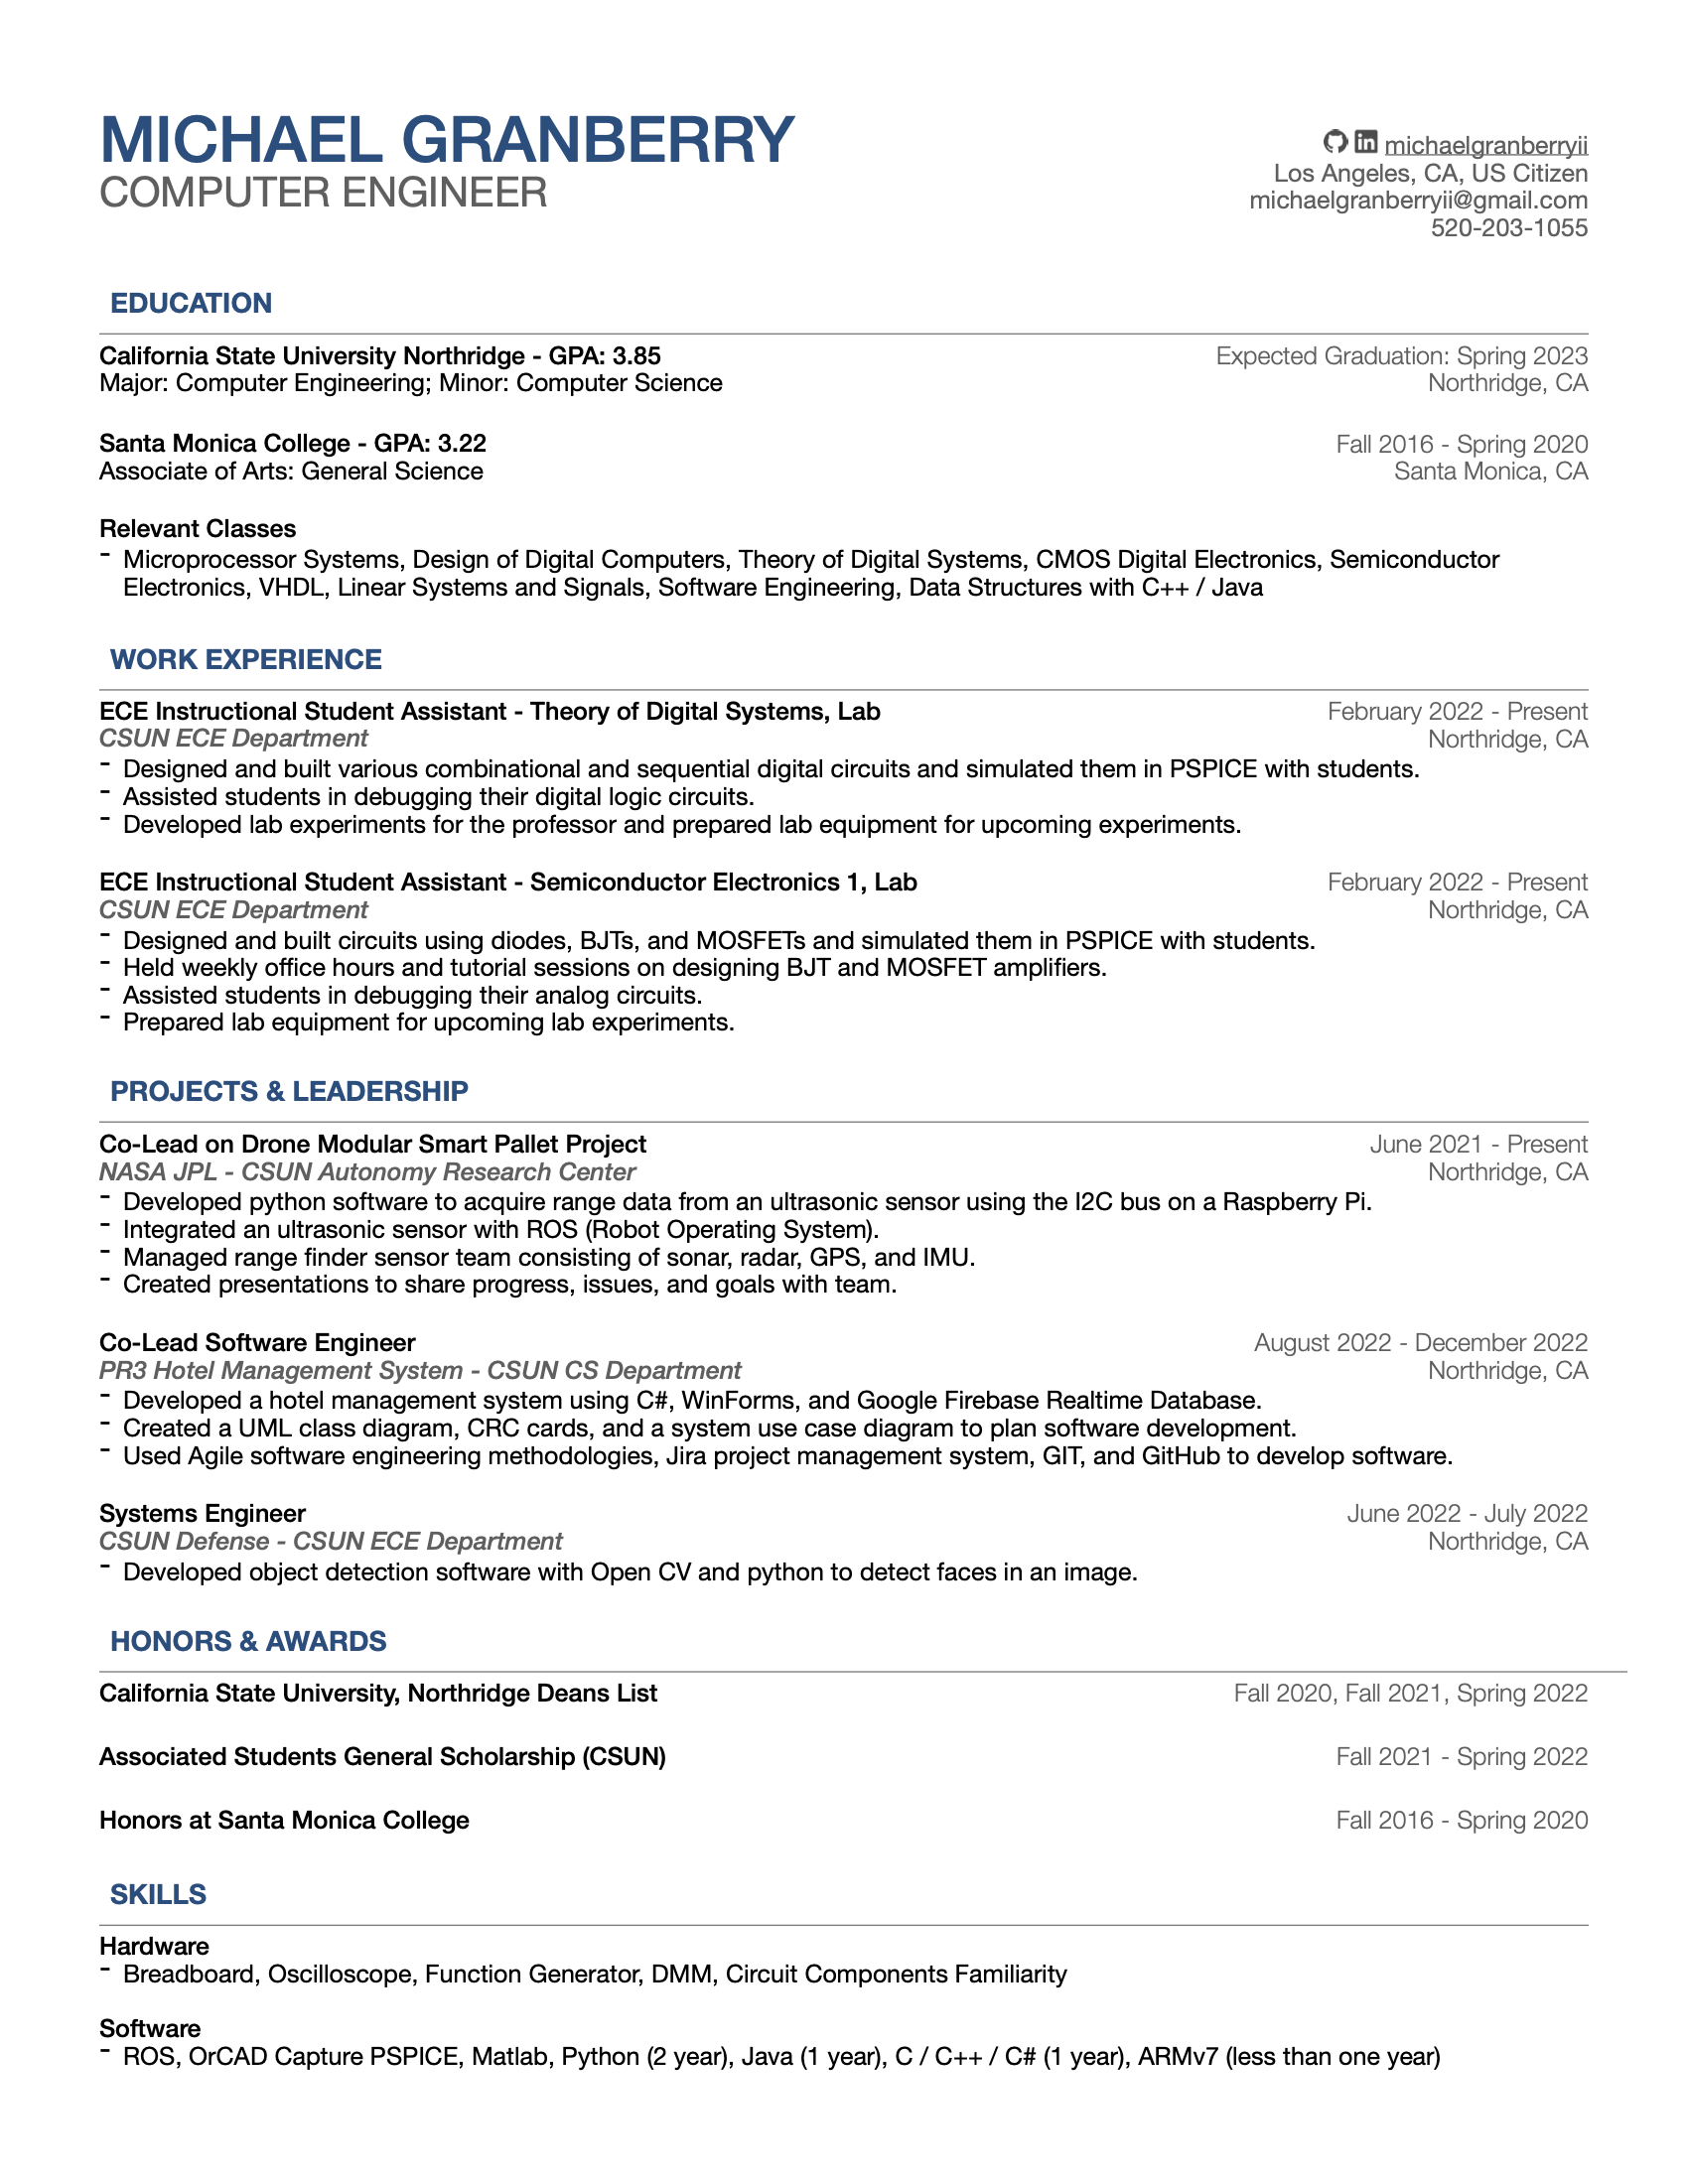 MICHAEL GRANBERRY
COMPUTER ENGINEER
michaelgranberryii
Los Angeles, CA, US Citizen
michaelgranberryii@gmail.com
520-203-1055
EDUCATION
California State University Northridge - GPA: 3.85 Expected Graduation: Spring 2023
Major: Computer Engineering; Minor: Computer Science Northridge, CA
Santa Monica College - GPA: 3.22 Fall 2016 - Spring 2020
Associate of Arts: General Science Santa Monica, CA
Relevant Classes
- Microprocessor Systems, Design of Digital Computers, Theory of Digital Systems, CMOS Digital Electronics, Semiconductor
Electronics, VHDL, Linear Systems and Signals, Software Engineering, Data Structures with C++ / Java
WORK EXPERIENCE
ECE Instructional Student Assistant - Theory of Digital Systems, Lab February 2022 - Present
CSUN ECE Department Northridge, CA
- Designed and built various combinational and sequential digital circuits and simulated them in PSPICE with students.
- Assisted students in debugging their digital logic circuits.
- Developed lab experiments for the professor and prepared lab equipment for upcoming experiments.
ECE Instructional Student Assistant - Semiconductor Electronics 1, Lab February 2022 - Present
CSUN ECE Department Northridge, CA
- Designed and built circuits using diodes, BJTs, and MOSFETs and simulated them in PSPICE with students.
- Held weekly office hours and tutorial sessions on designing BJT and MOSFET amplifiers.
- Assisted students in debugging their analog circuits.
- Prepared lab equipment for upcoming lab experiments.
PROJECTS & LEADERSHIP
Co-Lead on Drone Modular Smart Pallet Project June 2021 - Present
NASA JPL - CSUN Autonomy Research Center Northridge, CA
- Developed python software to acquire range data from an ultrasonic sensor using the I2C bus on a Raspberry Pi.
- Integrated an ultrasonic sensor with ROS (Robot Operating System).
- Managed range finder sensor team consisting of sonar, radar, GPS, and IMU.
- Created presentations to share progress, issues, and goals with team.
Co-Lead Software Engineer August 2022 - December 2022
PR3 Hotel Management System - CSUN CS Department Northridge, CA
- Developed a hotel management system using C#, WinForms, and Google Firebase Realtime Database.
- Created a UML class diagram, CRC cards, and a system use case diagram to plan software development.
- Used Agile software engineering methodologies, Jira project management system, GIT, and GitHub to develop software.
Systems Engineer June 2022 - July 2022
CSUN Defense - CSUN ECE Department Northridge, CA
- Developed object detection software with Open CV and python to detect faces in an image.
HONORS & AWARDS
California State University, Northridge Deans List Fall 2020, Fall 2021, Spring 2022
Associated Students General Scholarship (CSUN) Fall 2021 - Spring 2022
Honors at Santa Monica College Fall 2016 - Spring 2020
SKILLS
Hardware
- Breadboard, Oscilloscope, Function Generator, DMM, Circuit Components Familiarity
Software
- ROS, OrCAD Capture PSPICE, Matlab, Python (2 year), Java (1 year), C / C++ / C# (1 year), ARMv7 (less than one year)